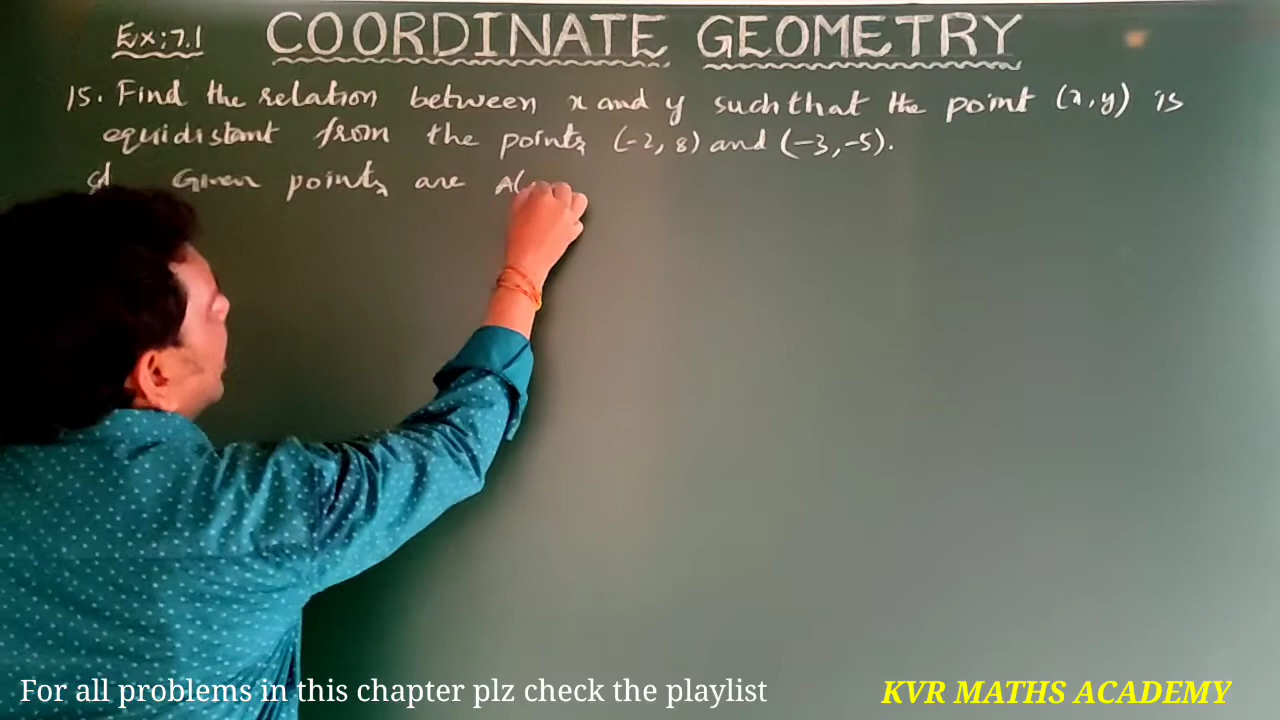 Ex:7.1 COORDINATE GEOMETRY
15. Find the relation between x and y such that the point (x,y) is
equidistant from the points (-2, 8) and (-3,-5).
Sol Given points are A(
For all problems in this chapter plz check the playlist
KVR MATHS ACADEMY